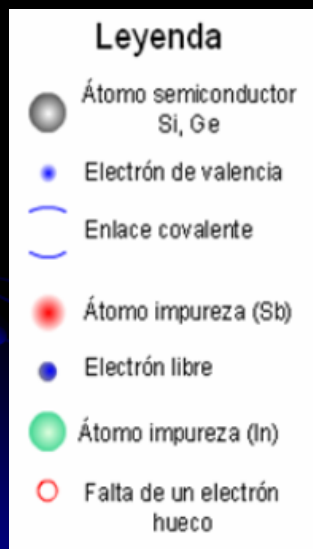 Leyenda
Átomo semiconductor
Si, Ge
Electrón de valencia
Enlace covalente
Átomo impureza (Sb)
Electrón libre
Átomo impureza (In)
Falta de un electrón
hueco